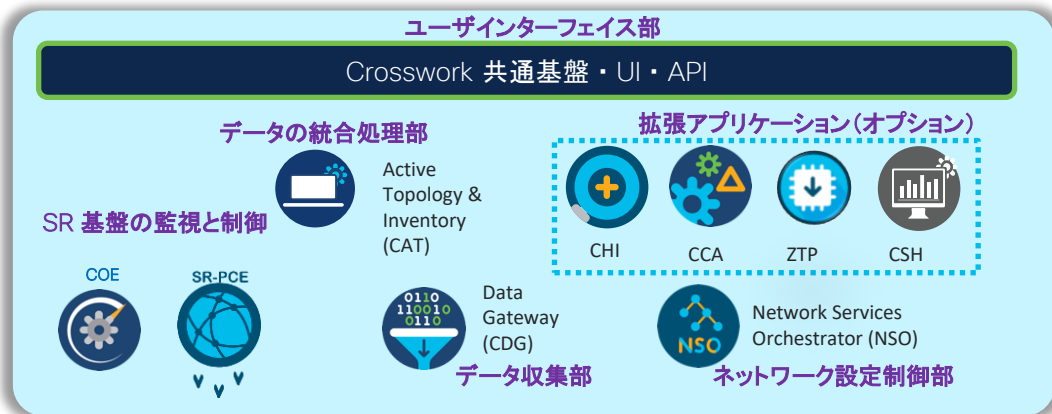 ユーザインターフェイス部
Crosswork 共通基盤・UI・API
データの統合処理部
拡張アプリケーション(オプション)
Active
Topology &
Inventory
(CAT)
CHI
CCA
ZTP
CSH
SR 基盤の監視と制御
COE
SR-PCE
0110
110010
0110
Data
Gateway
(CDG)
データ収集部
NSO
Network Services
Orchestrator (NSO)
ネットワーク設定制御部